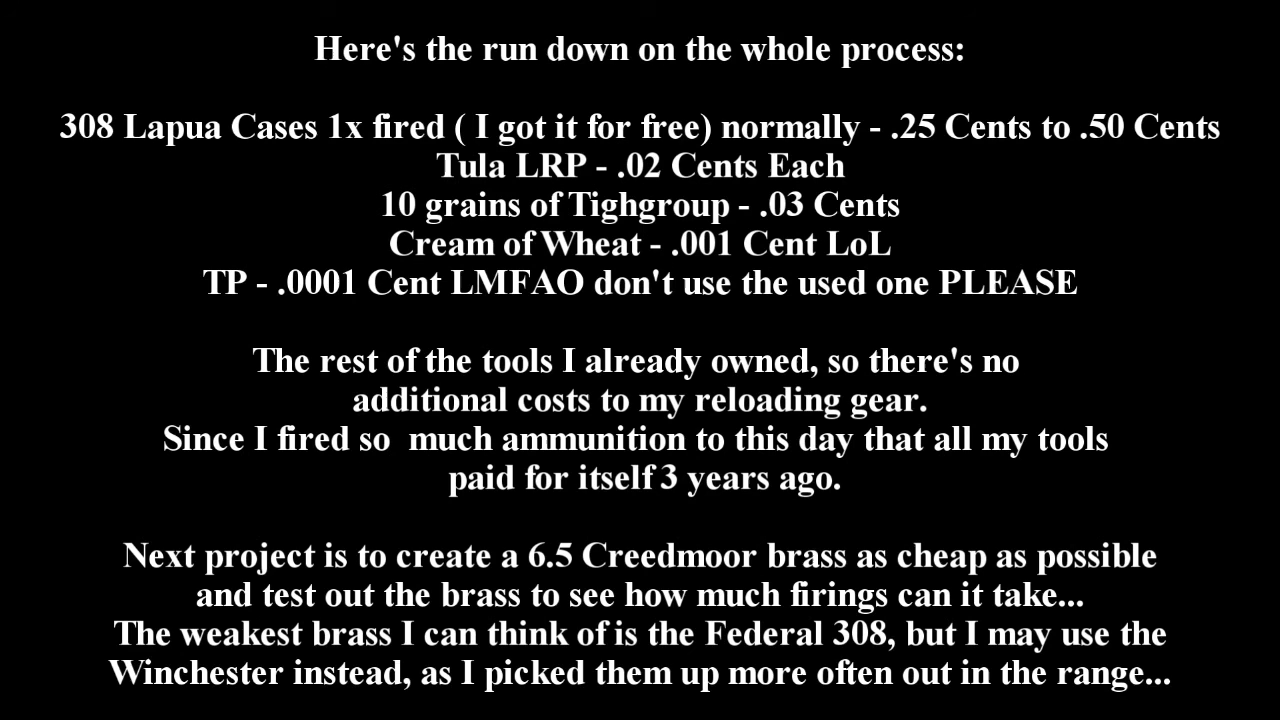 Here's the run down on the whole process:
308 Lapua Cases 1x fired ( I got it for free) normally - .25 Cents to .50 Cents
Tula LRP - .02 Cents Each
10 grains of Tighgroup - .03 Cents
Cream of Wheat - .001 Cent LoL
TP - .0001 Cent LMFAO don't use the used one PLEASE
The rest of the tools I already owned, so there's no
additional costs to my reloading gear.
Since I fired so  much ammunition to this day that all my tools
paid for itself 3 years ago.
Next project is to create a 6.5 Creedmoor brass as cheap as possible
and test out the brass to see how much firings can it take...
The weakest brass I can think of is the Federal 308, but I may use the
Winchester instead, as I picked them up more often out in the range...